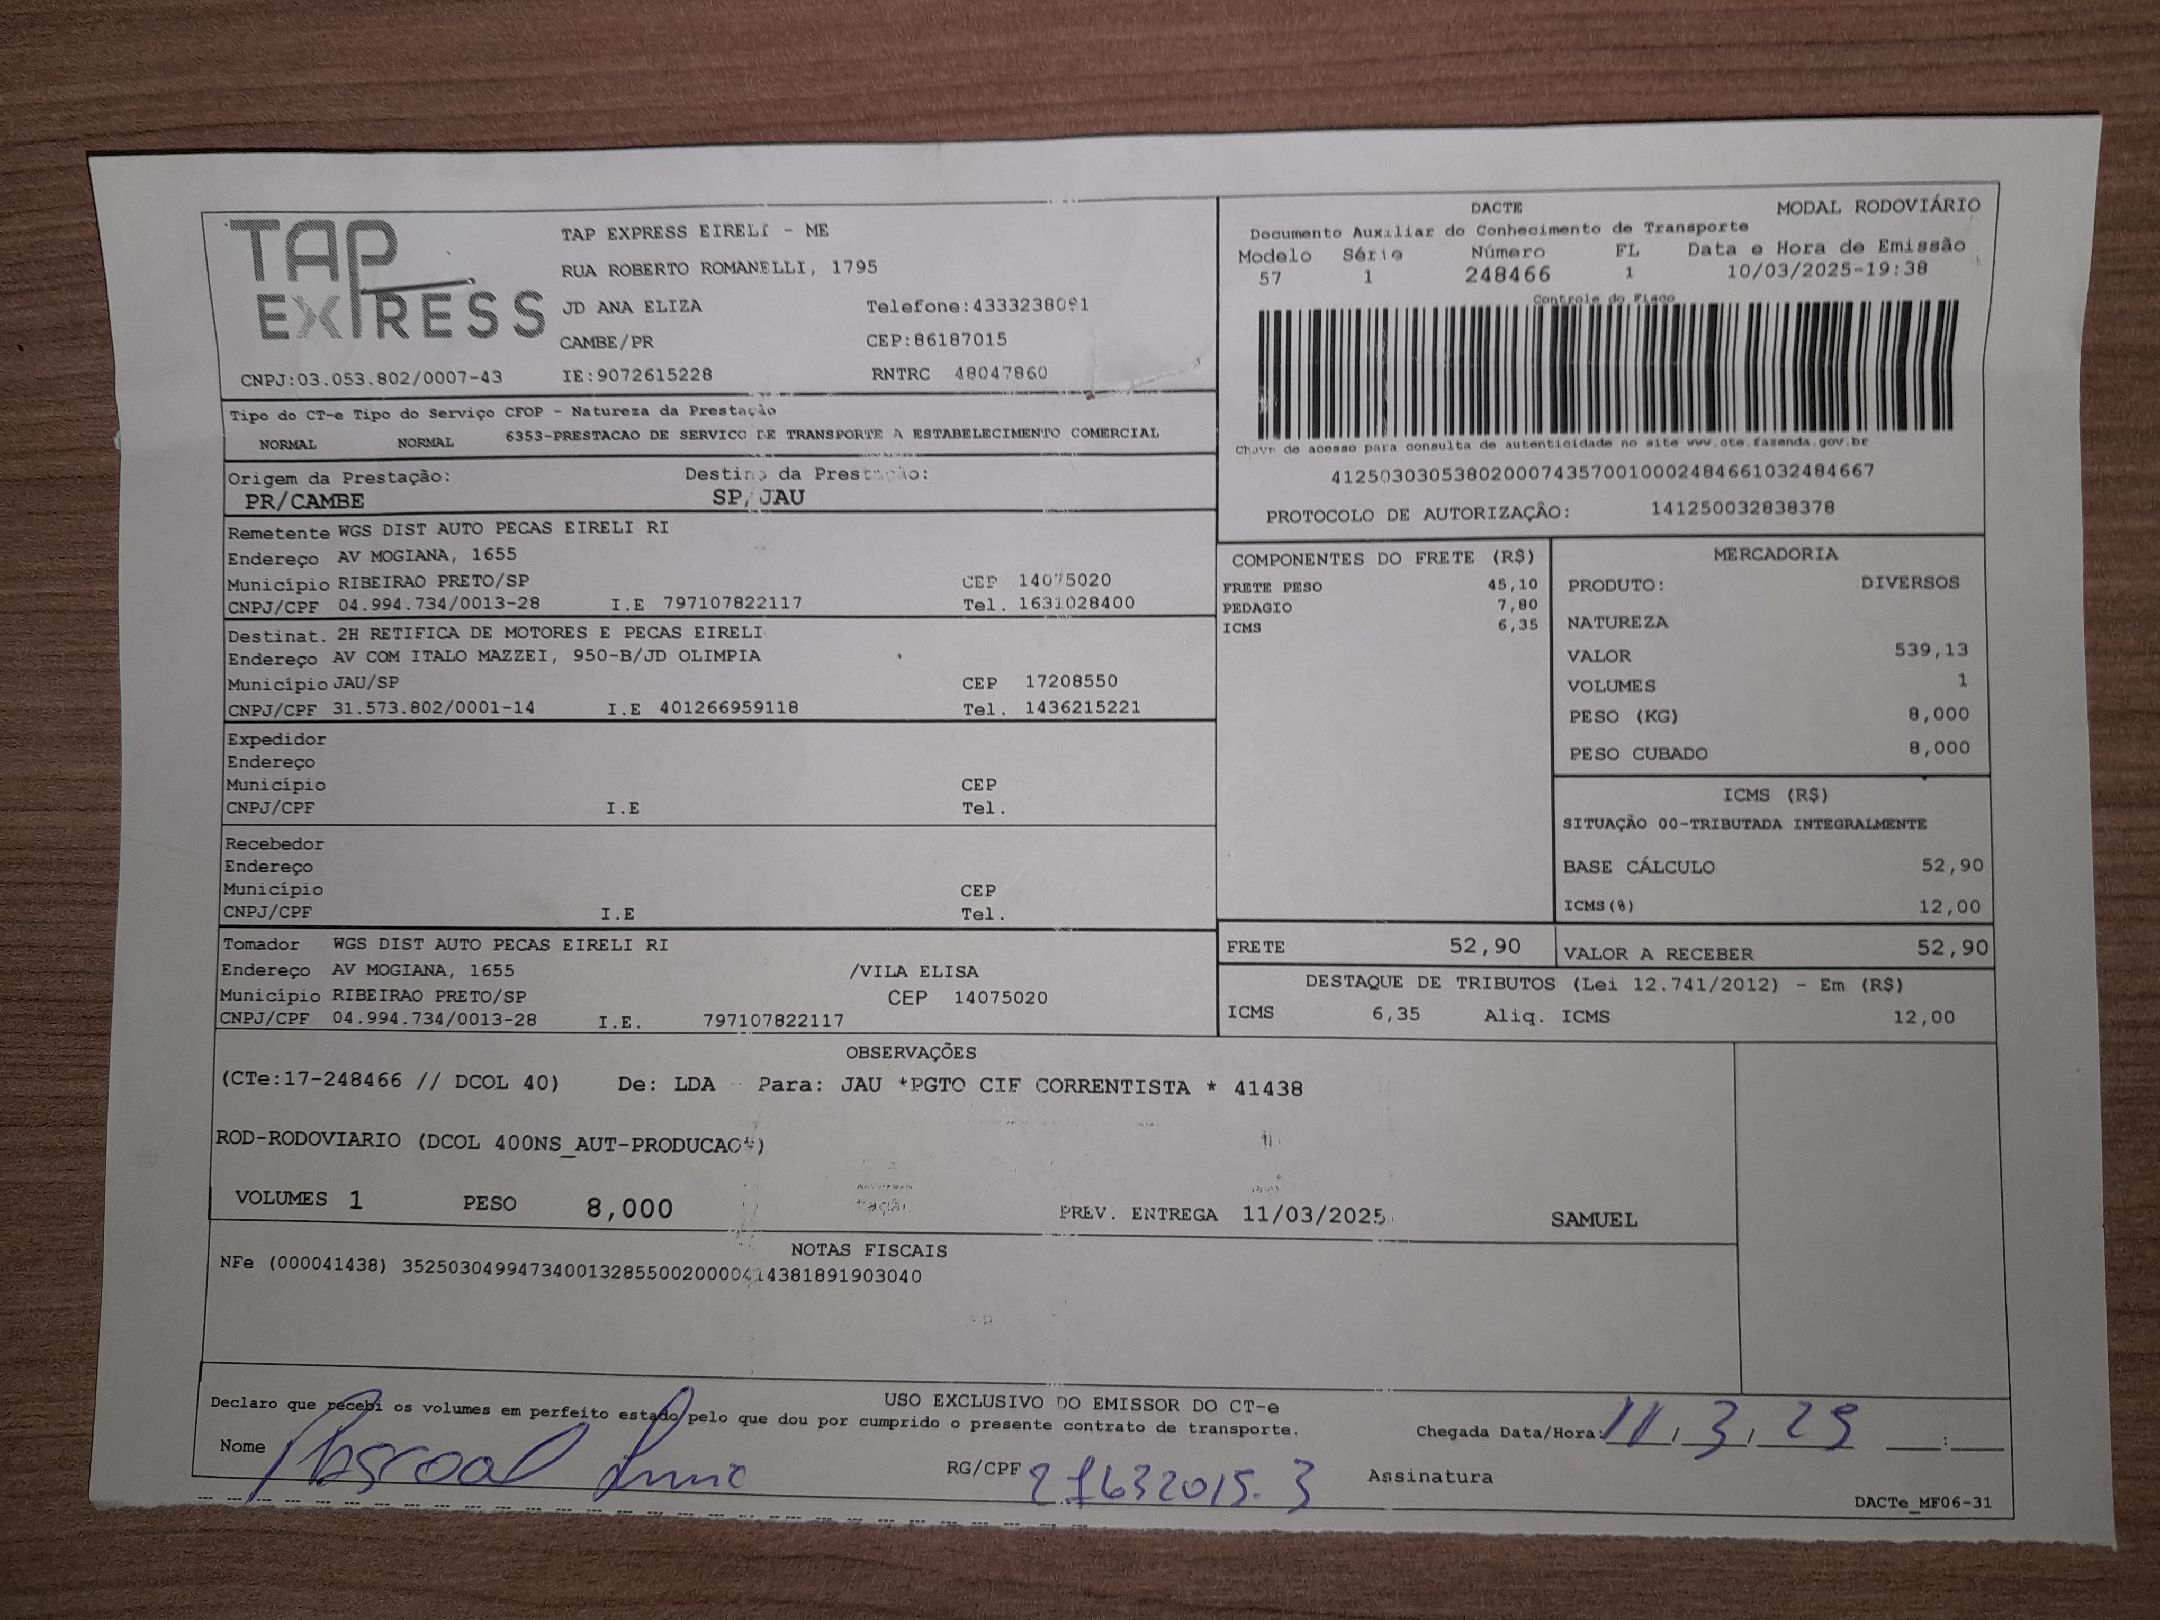 TAP EXPRESS
TAP EXPRESS EIRELI - ME
RUA ROBERTO ROMANELLI, 1795
JD ANA ELIZA Telefone:4333238091
CAMBE/PR CEP:86187015
CNPJ:03.053.802/0007-43 IE:9072615228 RNTRC 48047860
DACTE MODAL RODOVIÁRIO
Documento Auxiliar do Conhecimento de Transporte
Modelo Série Número FL Data e Hora de Emissão
57 1 248466 1 10/03/2025-19:38
Controle do Fisco
Chave de acesso para consulta de autenticidade no site www.cte.fazenda.gov.br
41250303053802000743570010002484661032484667
PROTOCOLO DE AUTORIZAÇÃO: 141250032838378
Tipo do CT-e Tipo do Serviço CFOP - Natureza da Prestação
NORMAL NORMAL 6353-PRESTACAO DE SERVICO DE TRANSPORTE A ESTABELECIMENTO COMERCIAL
Origem da Prestação: Destino da Prestação:
PR/CAMBE SP/JAU
Remetente WGS DIST AUTO PECAS EIRELI RI
Endereço AV MOGIANA, 1655
Município RIBEIRAO PRETO/SP CEP 14075020
CNPJ/CPF 04.994.734/0013-28 I.E 797107822117 Tel. 1631028400
Destinat. 2H RETIFICA DE MOTORES E PECAS EIRELI
Endereço AV COM ITALO MAZZEI, 950-B/JD OLIMPIA
Município JAU/SP CEP 17208550
CNPJ/CPF 31.573.802/0001-14 I.E 401266959118 Tel. 1436215221
Expedidor
Endereço
Município CEP
CNPJ/CPF I.E Tel.
Recebedor
Endereço
Município CEP
CNPJ/CPF I.E Tel.
Tomador WGS DIST AUTO PECAS EIRELI RI
Endereço AV MOGIANA, 1655 /VILA ELISA
Município RIBEIRAO PRETO/SP CEP 14075020
CNPJ/CPF 04.994.734/0013-28 I.E. 797107822117
COMPONENTES DO FRETE (R$)
FRETE PESO 45,10
PEDAGIO 7,80
ICMS 6,35
MERCADORIA
PRODUTO: DIVERSOS
NATUREZA
VALOR 539,13
VOLUMES 1
PESO (KG) 8,000
PESO CUBADO 8,000
ICMS (R$)
SITUAÇÃO 00-TRIBUTADA INTEGRALMENTE
BASE CÁLCULO 52,90
ICMS(%) 12,00
FRETE 52,90 VALOR A RECEBER 52,90
DESTAQUE DE TRIBUTOS (Lei 12.741/2012) - Em (R$)
ICMS 6,35 Aliq. ICMS 12,00
OBSERVAÇÕES
(CTe:17-248466 // DCOL 40) De: LDA Para: JAU *PGTO CIF CORRENTISTA * 41438
ROD-RODOVIARIO (DCOL 400NS_AUT-PRODUCAO*)
VOLUMES 1 PESO 8,000 PREV. ENTREGA 11/03/2025 SAMUEL
NOTAS FISCAIS
NFe (000041438) 35250304994734001328550020000414381891903040
USO EXCLUSIVO DO EMISSOR DO CT-e
Declaro que recebi os volumes em perfeito estado pelo que dou por cumprido o presente contrato de transporte.
Chegada Data/Hora: 11, 3, 25 :
Nome RG/CPF 21632015.3 Assinatura
DACTe_MF06-31